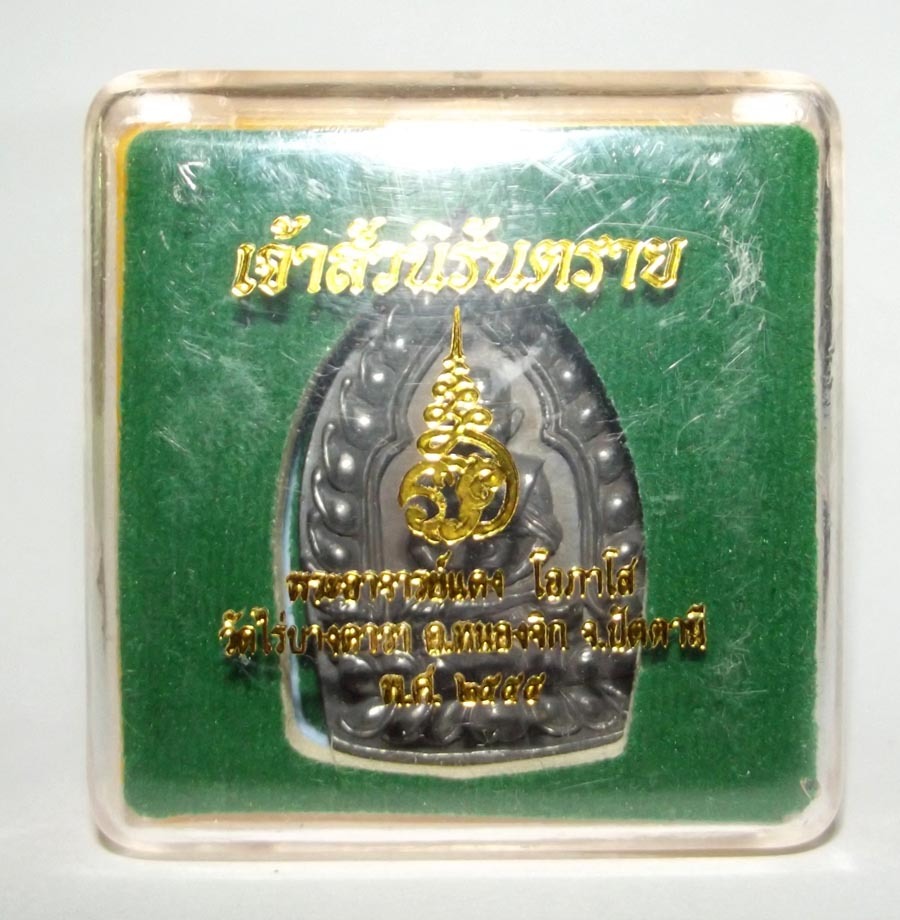 เจ้าสัวนิรันตราย
พระอาจารย์แดง โอภาโส
วัดไร่บางตาวา อ.หนองจิก จ.ปัตตานี
พ.ศ. ๒๕๕๕